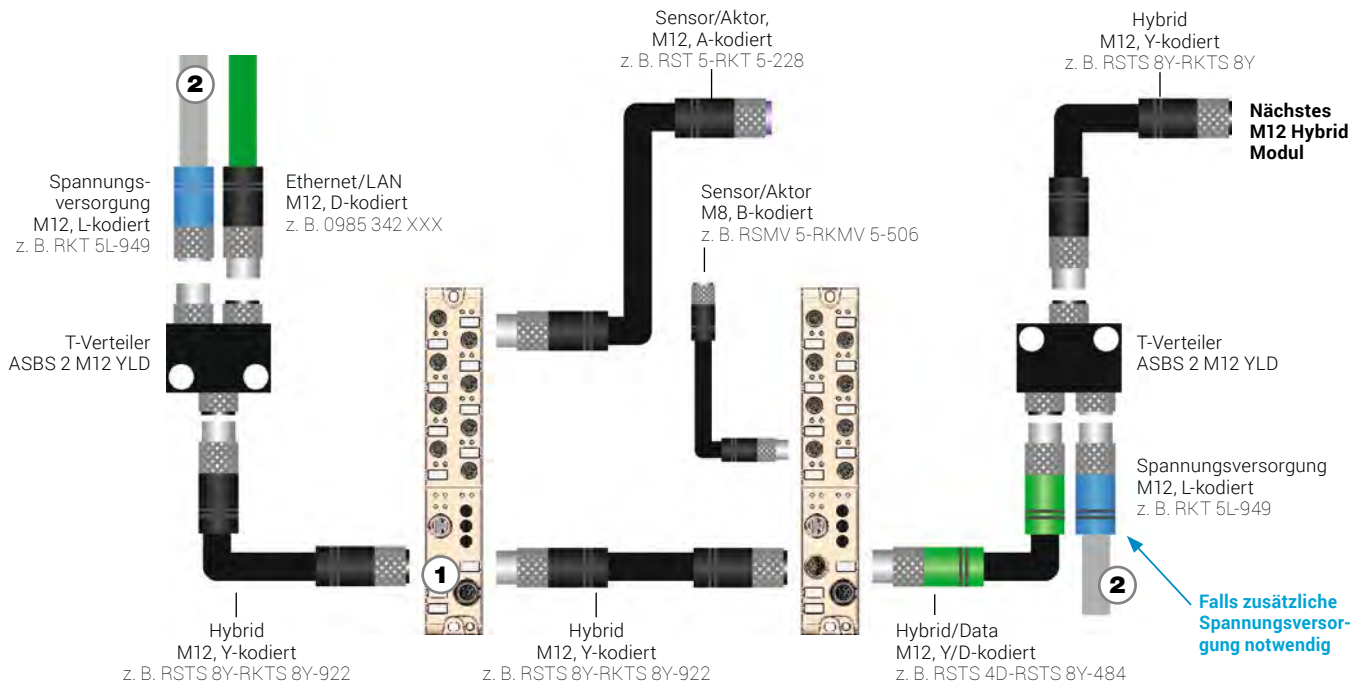 Sensor/Aktor,
M12, A-kodiert
z. B. RST 5-RKT 5-228
Hybrid
M12, Y-kodiert
z. B. RSTS 8Y-RKTS 8Y
2
Nächstes
M12 Hybrid
Modul
Spannungs-
versorgung
M12, L-kodiert
z. B. RKT 5L-949
Ethernet/LAN
M12, D-kodiert
z. B. 0985 342 XXX
Sensor/Aktor
M8, B-kodiert
z. B. RSMV 5-RKMV 5-506
T-Verteiler
ASBS 2 M12 YLD
T-Verteiler
ASBS 2 M12 YLD
Spannungsversorgung
M12, L-kodiert
z. B. RKT 5L-949
1
2
Falls zusätzliche
Spannungsversor-
gung notwendig
Hybrid
M12, Y-kodiert
z. B. RSTS 8Y-RKTS 8Y-922
Hybrid
M12, Y-kodiert
z. B. RSTS 8Y-RKTS 8Y-922
Hybrid/Data
M12, Y/D-kodiert
z. B. RSTS 4D-RSTS 8Y-484